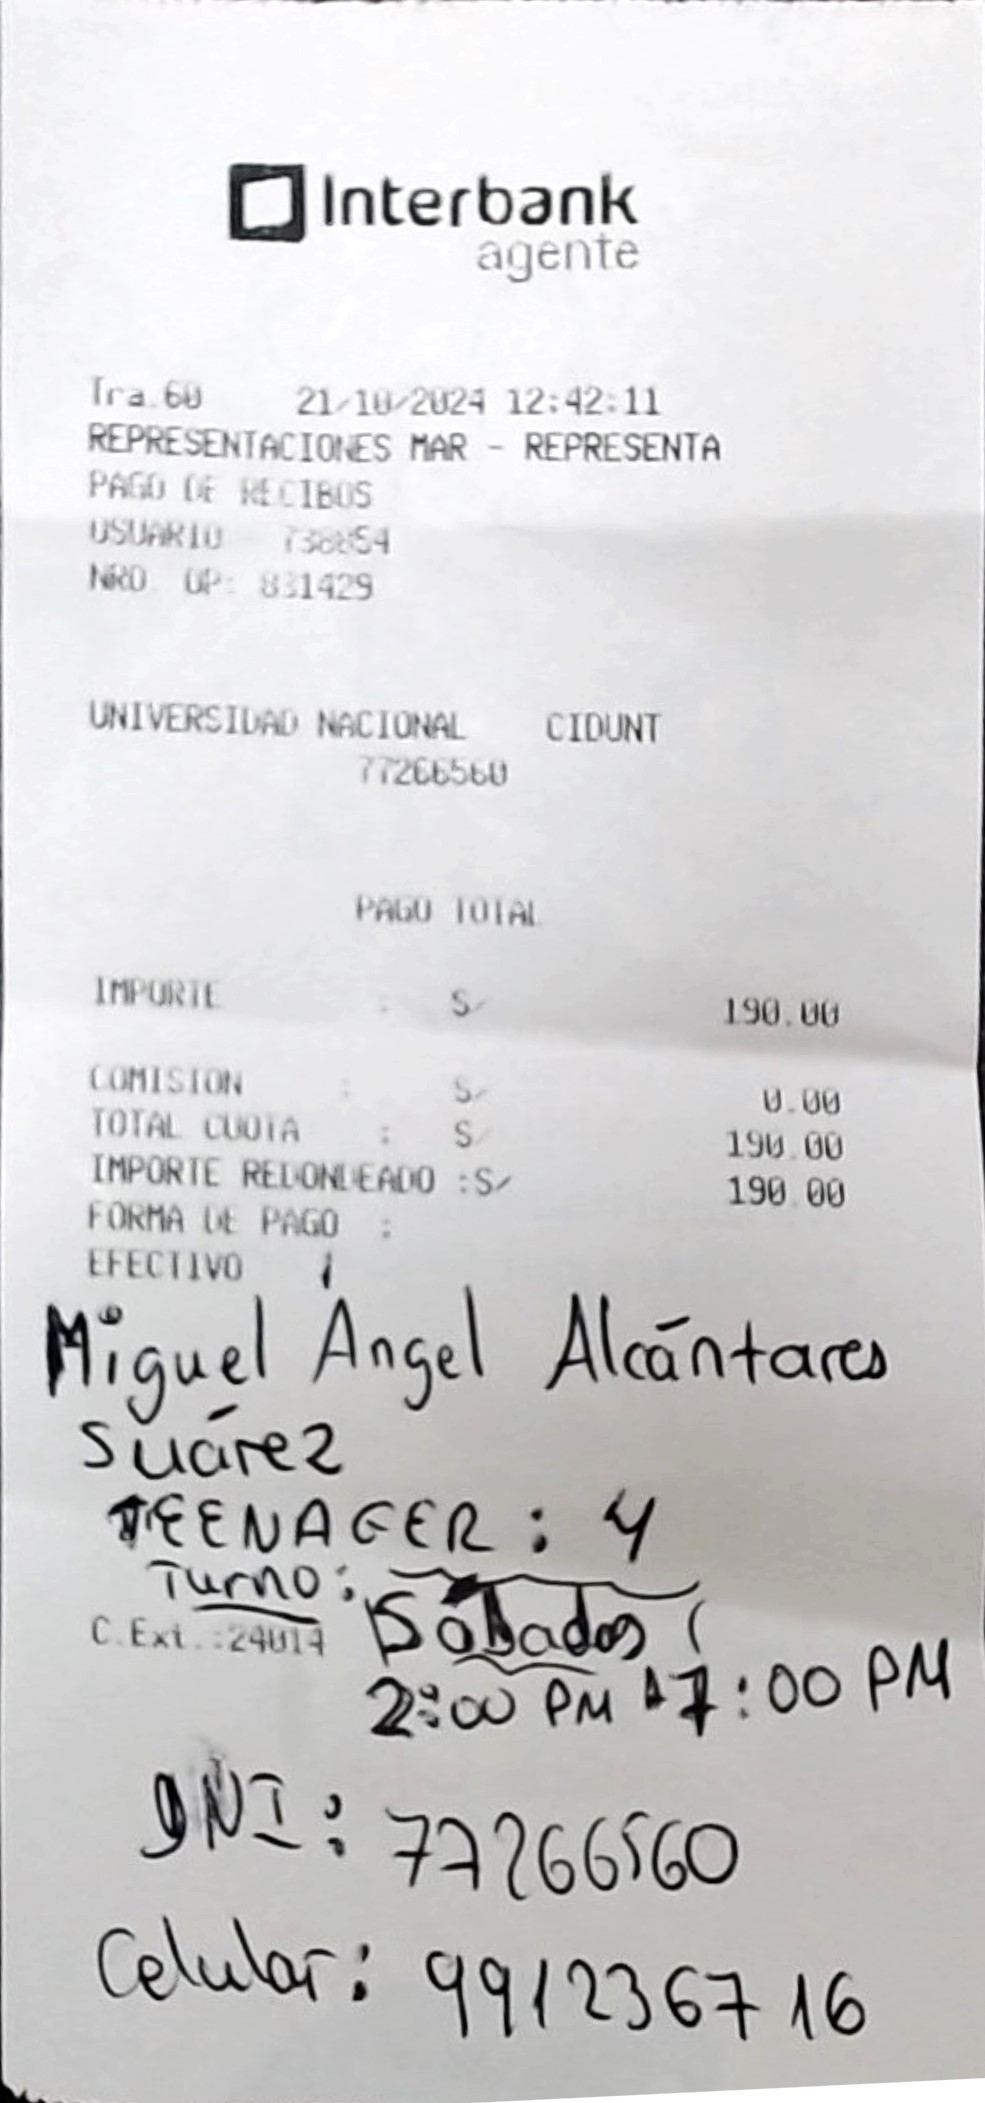 Interbank
agente
Tra.60 21/10/2024 12:42:11
REPRESENTACIONES MAR - REPRESENTA
PAGO DE RECIBOS
USUARIO
NRO. OP: 831429
UNIVERSIDAD NACIONAL CIDUNT
77266560
PAGO TOTAL
IMPORTE : S/ 190.00
COMISION : S/ 0.00
TOTAL CUOTA : S/ 190.00
IMPORTE REDONDEADO :S/ 190.00
FORMA DE PAGO :
EFECTIVO
Miguel Ángel Alcántares
Suárez
TEENAGER : 4
Turno: Sábados
C.Ext.:24014
2:00 PM a 7:00 PM
DNI: 77266560
Celular: 991236716